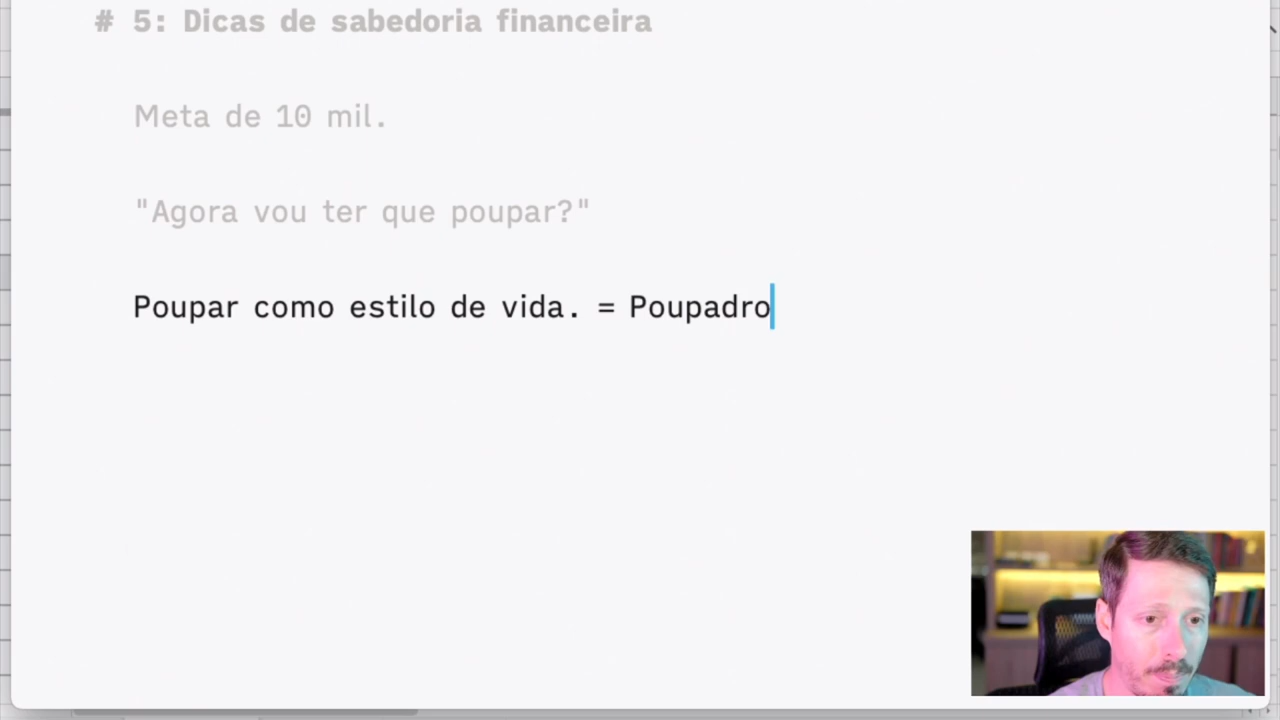 # 5: Dicas de sabedoria financeira
Meta de 10 mil.
"Agora vou ter que poupar?"
Poupar como estilo de vida. = Poupadro